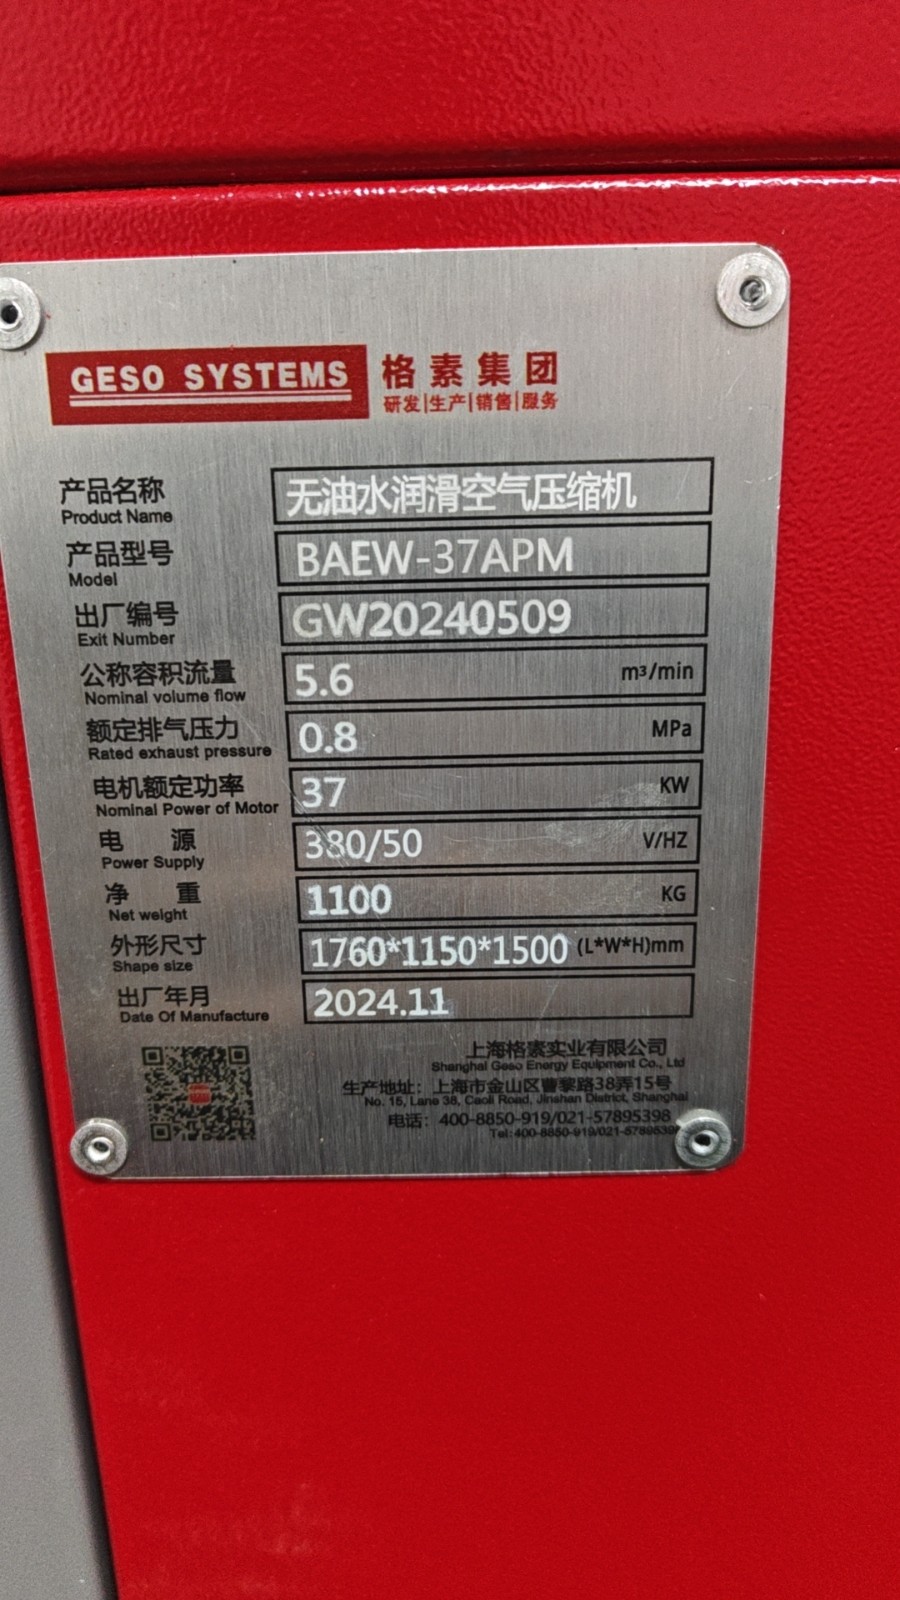 GESO SYSTEMS 格素集团
研发|生产|销售|服务
产品名称 无油水润滑空气压缩机
Product Name
产品型号 BAEW-37APM
Model
出厂编号 GW20240509
Exit Number
公称容积流量 5.6 m³/min
Nominal volume flow
额定排气压力 0.8 MPa
Rated exhaust pressure
电机额定功率 37 KW
Nominal Power of Motor
电 源 380/50 V/HZ
Power Supply
净 重 1100 KG
Net weight
外形尺寸 1760*1150*1500 (L*W*H)mm
Shape size
出厂年月 2024.11
Date Of Manufacture
上海格素实业有限公司
Shanghai Geso Energy Equipment Co., Ltd
生产地址：上海市金山区曹黎路38弄15号
No. 15, Lane 38, Caoli Road, Jinshan District, Shanghai
电话：400-8850-919/021-57895398
Tel:400-8850-919/021-57895398